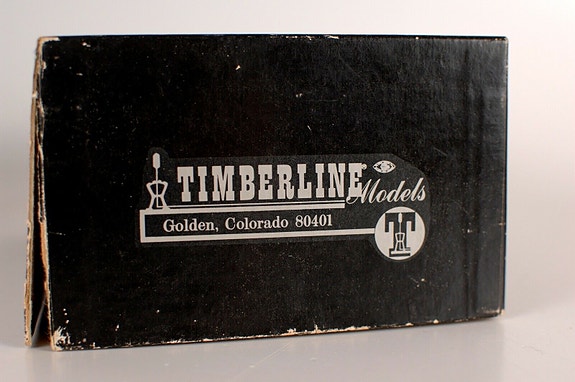 TIMBERLINE
Models
Golden, Colorado 80401
T